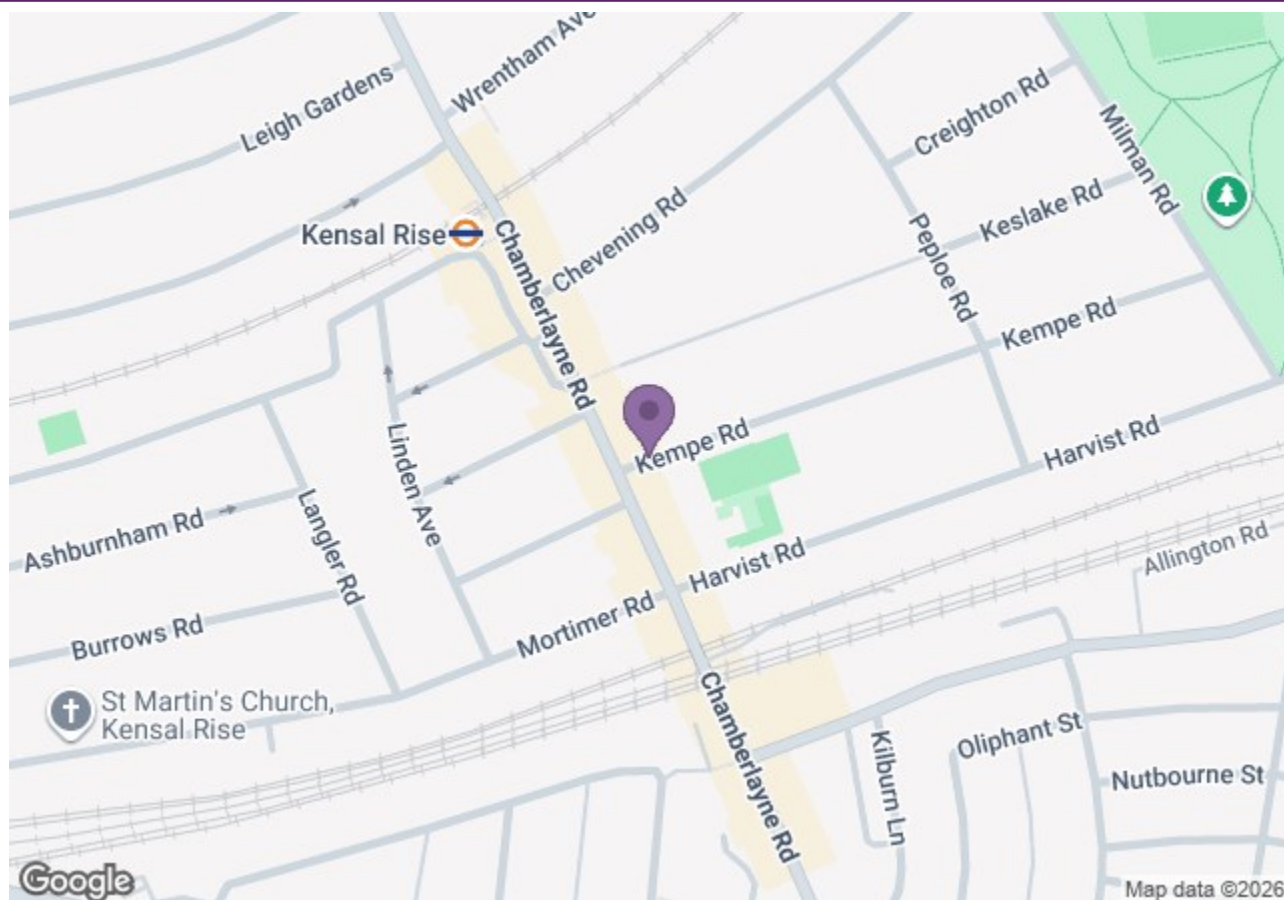 Wrentham Ave
Leigh Gardens
Creighton Rd
Milman Rd
Kensal Rise
Chevening Rd
Keslake Rd
Peploe Rd
Chamberlayne Rd
Kempe Rd
Linden Ave
Kempe Rd
Harvist Rd
Langler Rd
Ashburnham Rd
Harvist Rd
Allington Rd
Burrows Rd
Mortimer Rd
St Martin's Church,
Kensal Rise
Chamberlayne Rd
Kilburn Ln
Oliphant St
Nutbourne St
Google
Map data ©2026